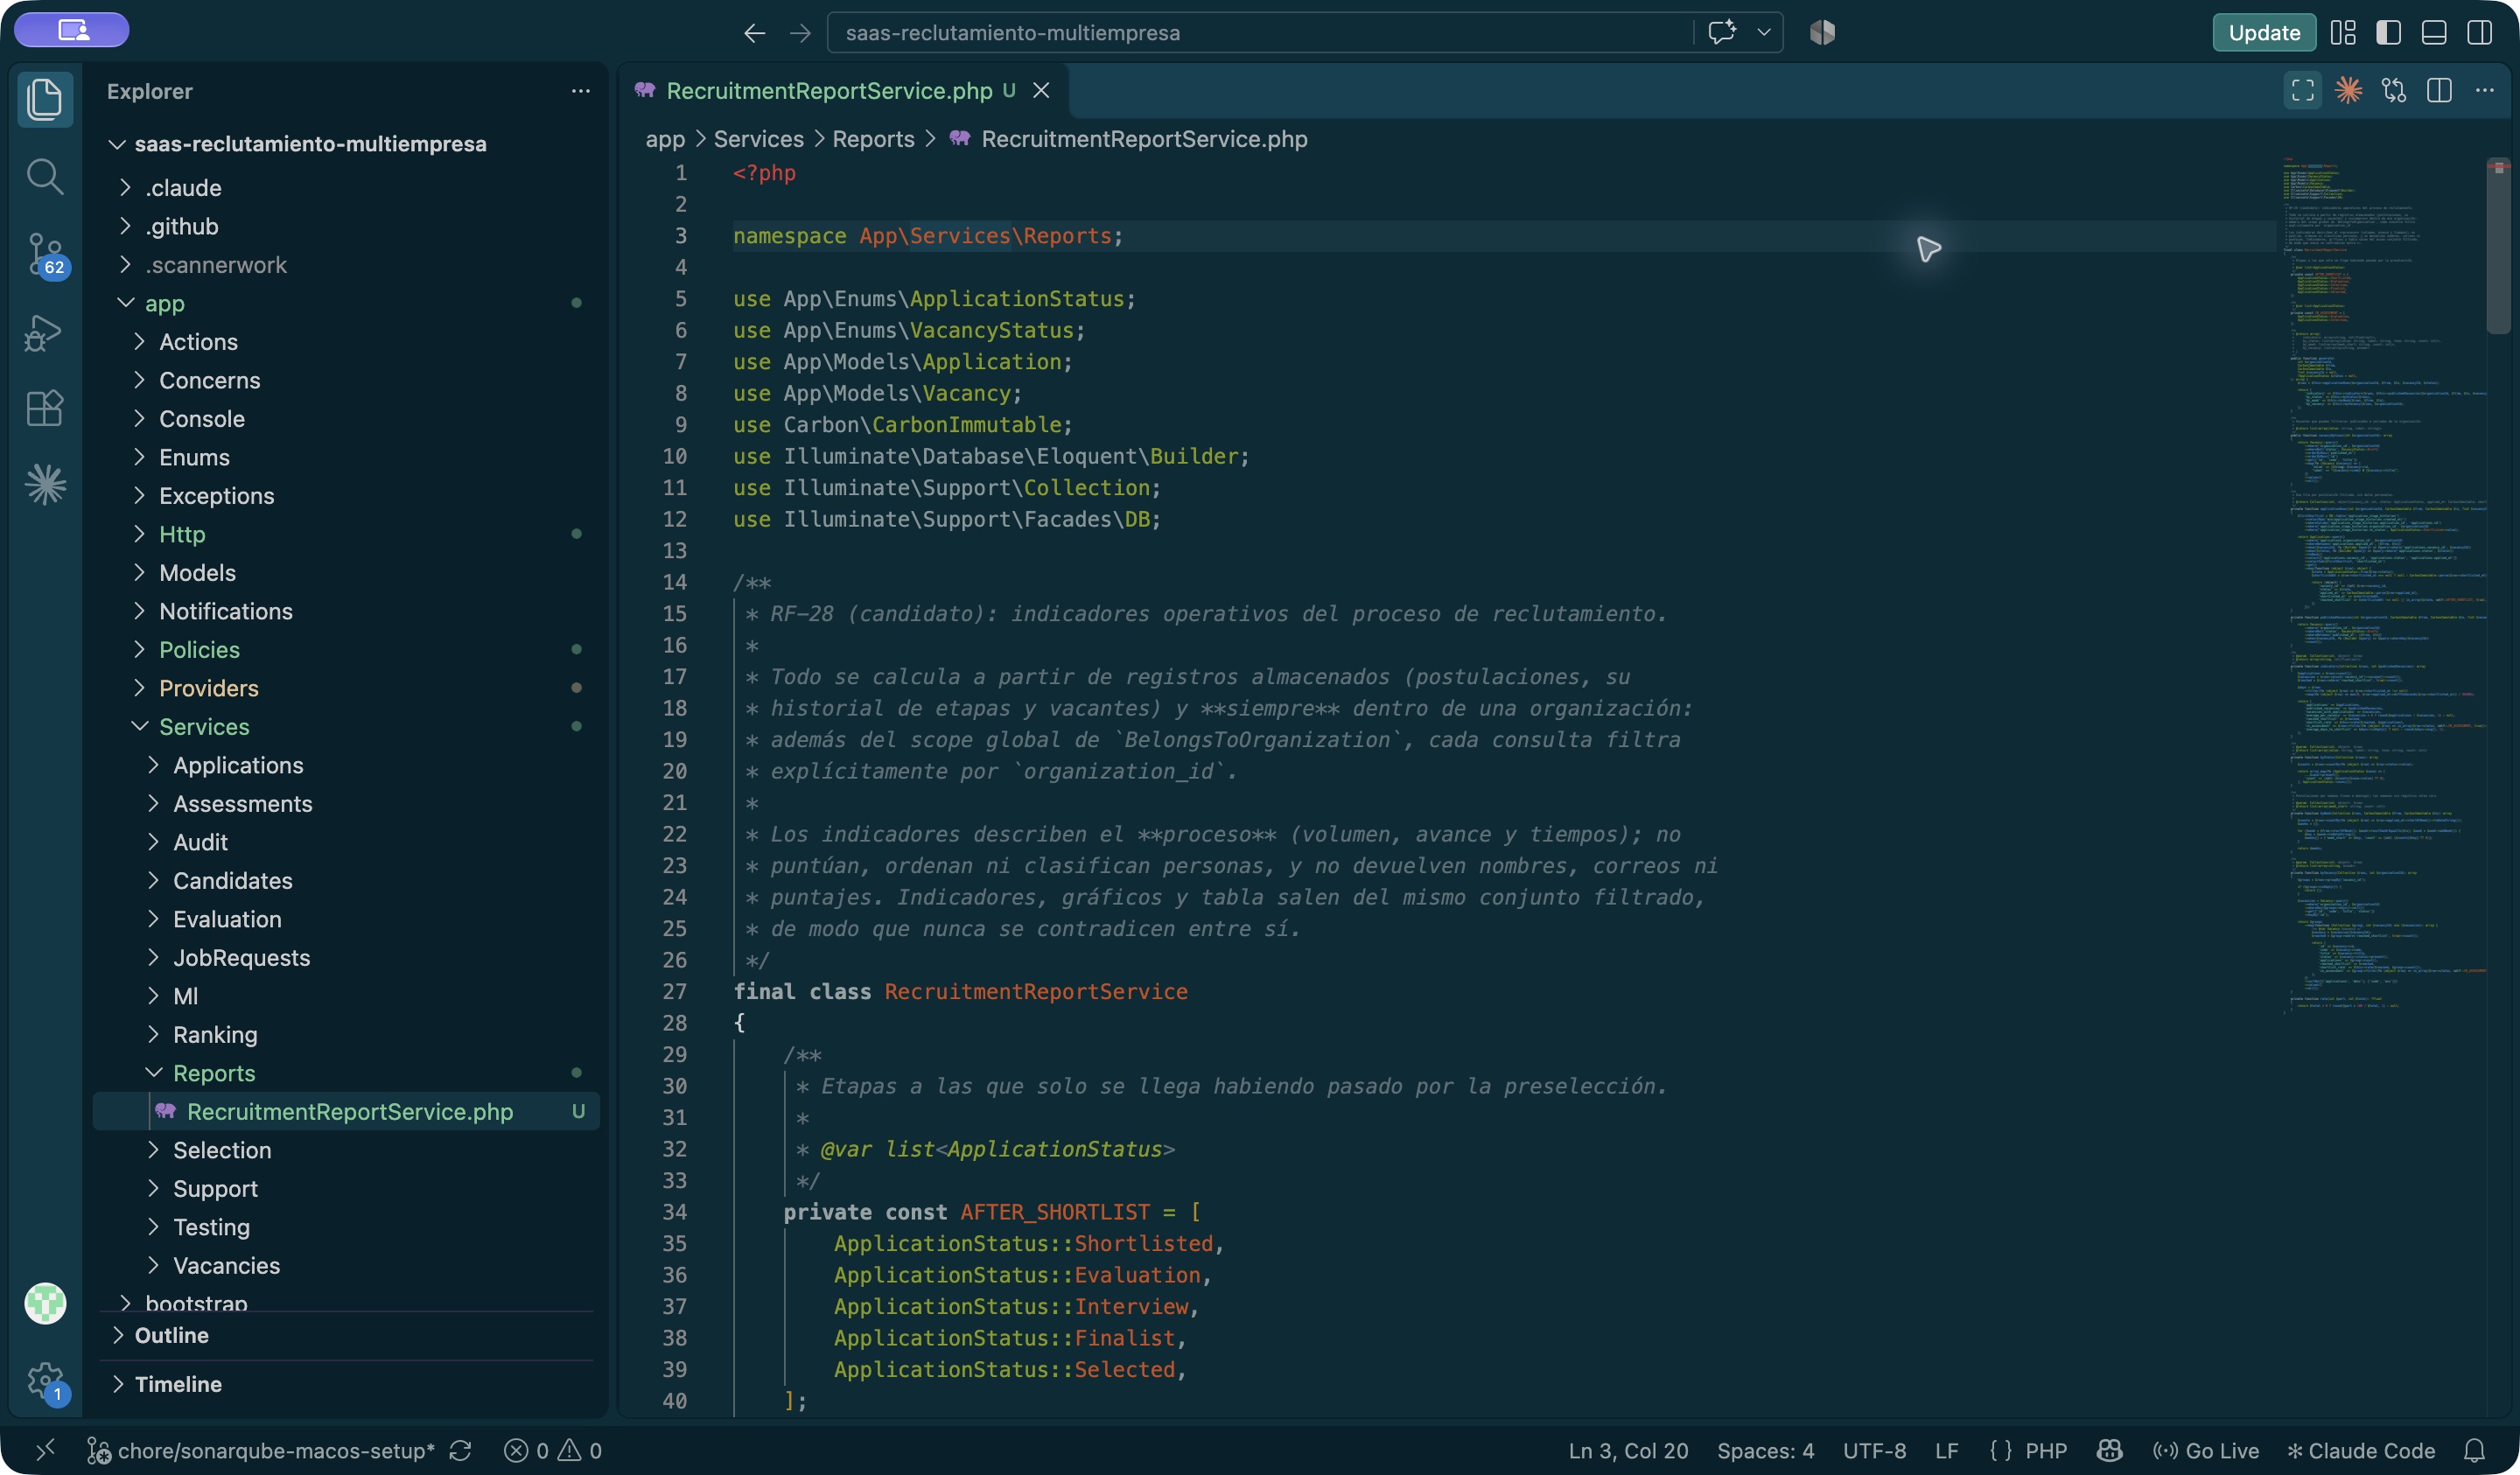 saas-reclutamiento-multiempresa
Update
Explorer
saas-reclutamiento-multiempresa
.claude
.github
.scannerwork
app
Actions
Concerns
Console
Enums
Exceptions
Http
Models
Notifications
Policies
Providers
Services
Applications
Assessments
Audit
Candidates
Evaluation
JobRequests
Ml
Ranking
Reports
RecruitmentReportService.php U
Selection
Support
Testing
Vacancies
bootstrap
Outline
Timeline
62
1
RecruitmentReportService.php U
app > Services > Reports > RecruitmentReportService.php
1 <?php
2
3 namespace App\Services\Reports;
4
5 use App\Enums\ApplicationStatus;
6 use App\Enums\VacancyStatus;
7 use App\Models\Application;
8 use App\Models\Vacancy;
9 use Carbon\CarbonImmutable;
10 use Illuminate\Database\Eloquent\Builder;
11 use Illuminate\Support\Collection;
12 use Illuminate\Support\Facades\DB;
13
14 /**
15 * RF-28 (candidato): indicadores operativos del proceso de reclutamiento.
16 *
17 * Todo se calcula a partir de registros almacenados (postulaciones, su
18 * historial de etapas y vacantes) y **siempre** dentro de una organización:
19 * además del scope global de `BelongsToOrganization`, cada consulta filtra
20 * explícitamente por `organization_id`.
21 *
22 * Los indicadores describen el **proceso** (volumen, avance y tiempos); no
23 * puntúan, ordenan ni clasifican personas, y no devuelven nombres, correos ni
24 * puntajes. Indicadores, gráficos y tabla salen del mismo conjunto filtrado,
25 * de modo que nunca se contradicen entre sí.
26 */
27 final class RecruitmentReportService
28 {
29 /**
30 * Etapas a las que solo se llega habiendo pasado por la preselección.
31 *
32 * @var list<ApplicationStatus>
33 */
34 private const AFTER_SHORTLIST = [
35 ApplicationStatus::Shortlisted,
36 ApplicationStatus::Evaluation,
37 ApplicationStatus::Interview,
38 ApplicationStatus::Finalist,
39 ApplicationStatus::Selected,
40 ];
chore/sonarqube-macos-setup* 0 0 Ln 3, Col 20 Spaces: 4 UTF-8 LF { } PHP Go Live Claude Code